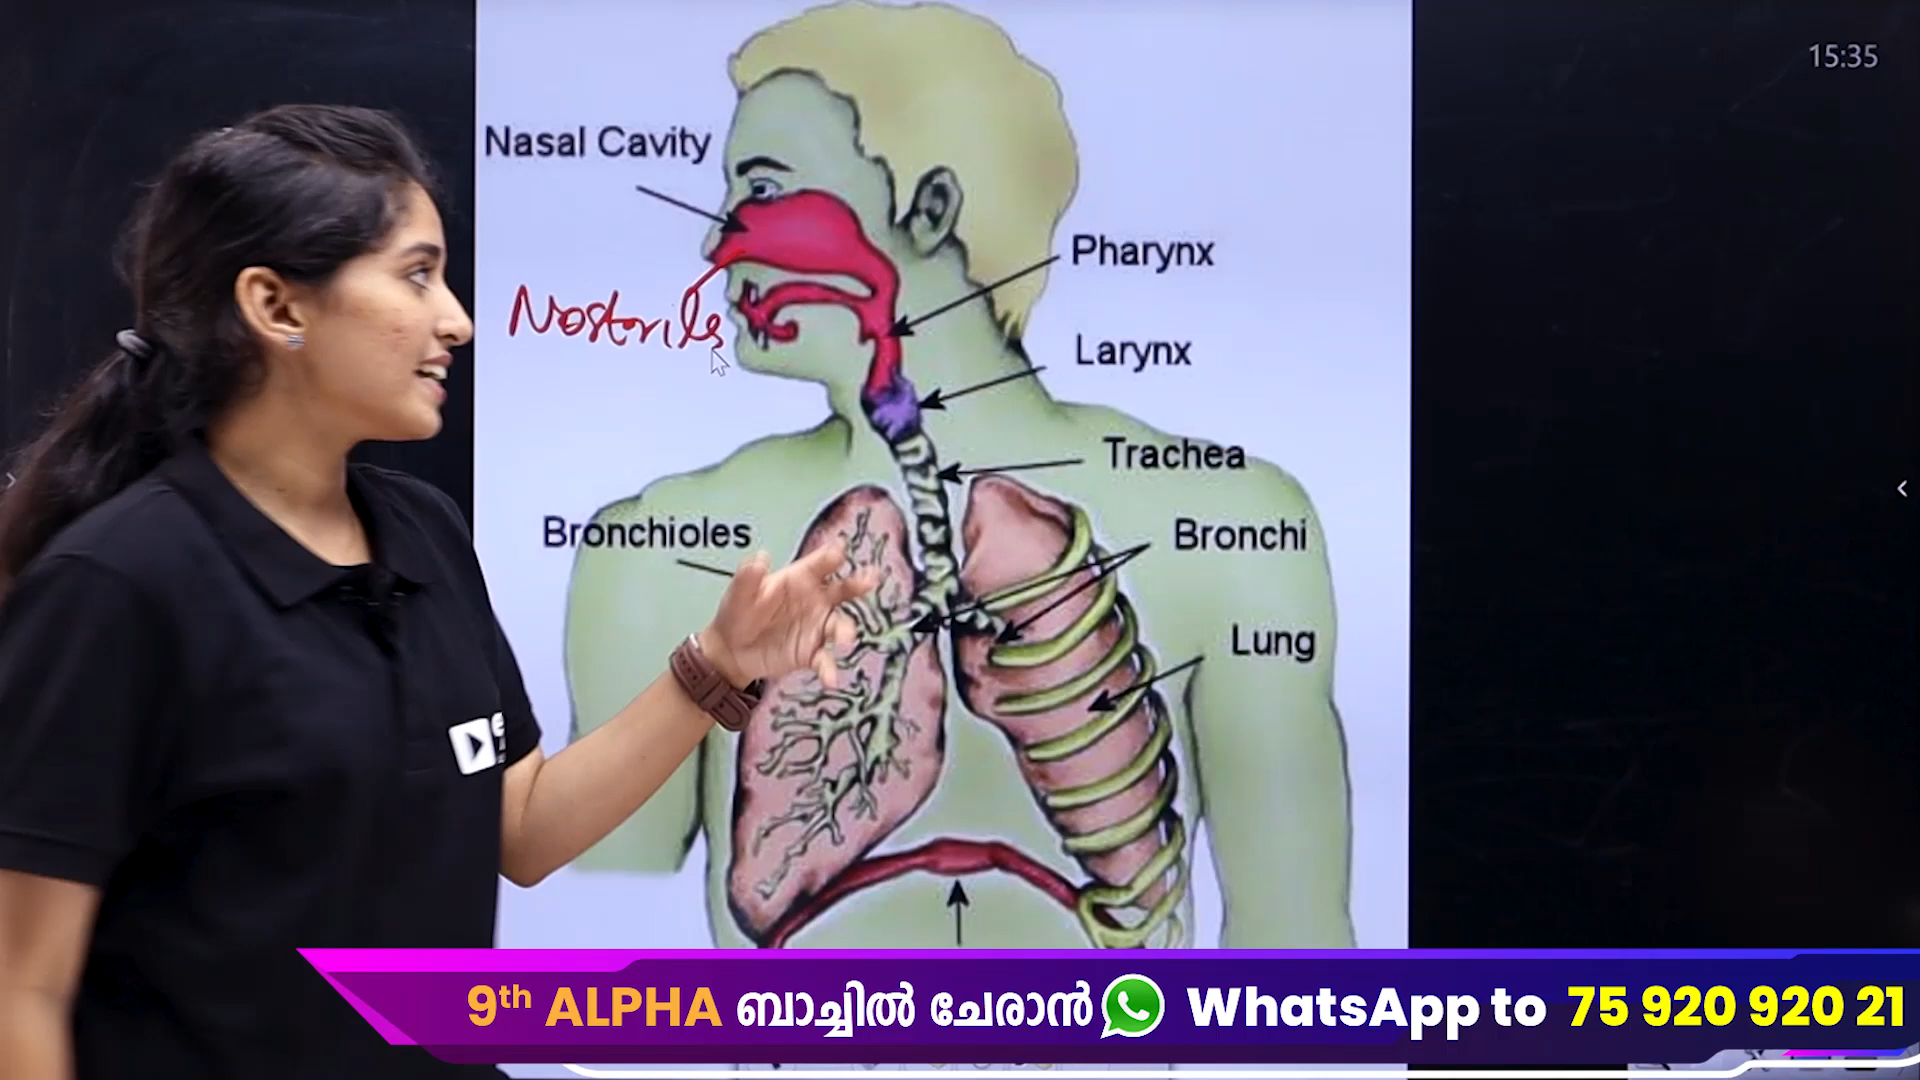 15:35
Nasal Cavity
Pharynx
Nostrils
Larynx
Trachea
Bronchioles
Bronchi
Lung
9th ALPHA ബാച്ചിൽ ചേരാൻ WhatsApp to 75 920 920 21